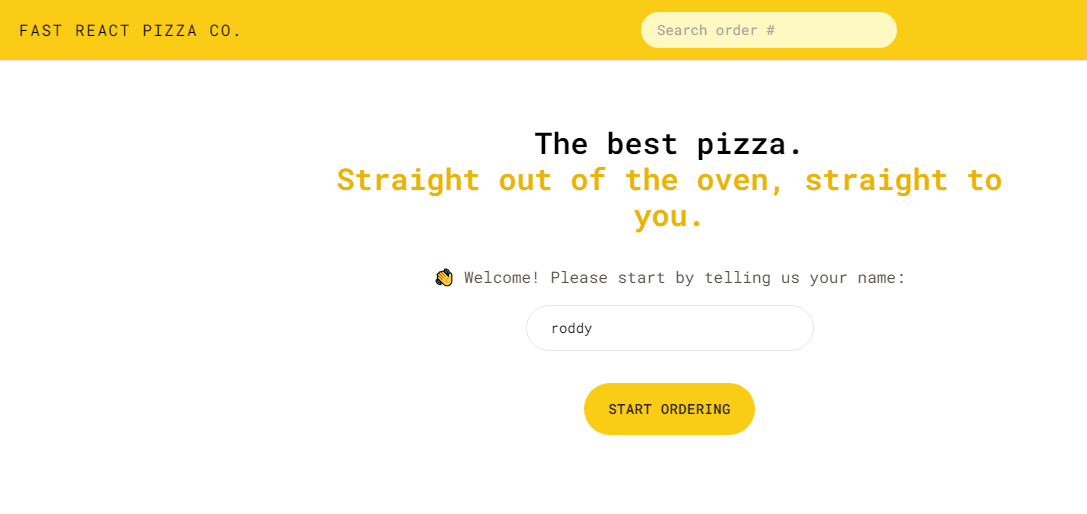 FAST REACT PIZZA CO.
Search order #
The best pizza.
Straight out of the oven, straight to
you.
👋 Welcome! Please start by telling us your name:
roddy
START ORDERING